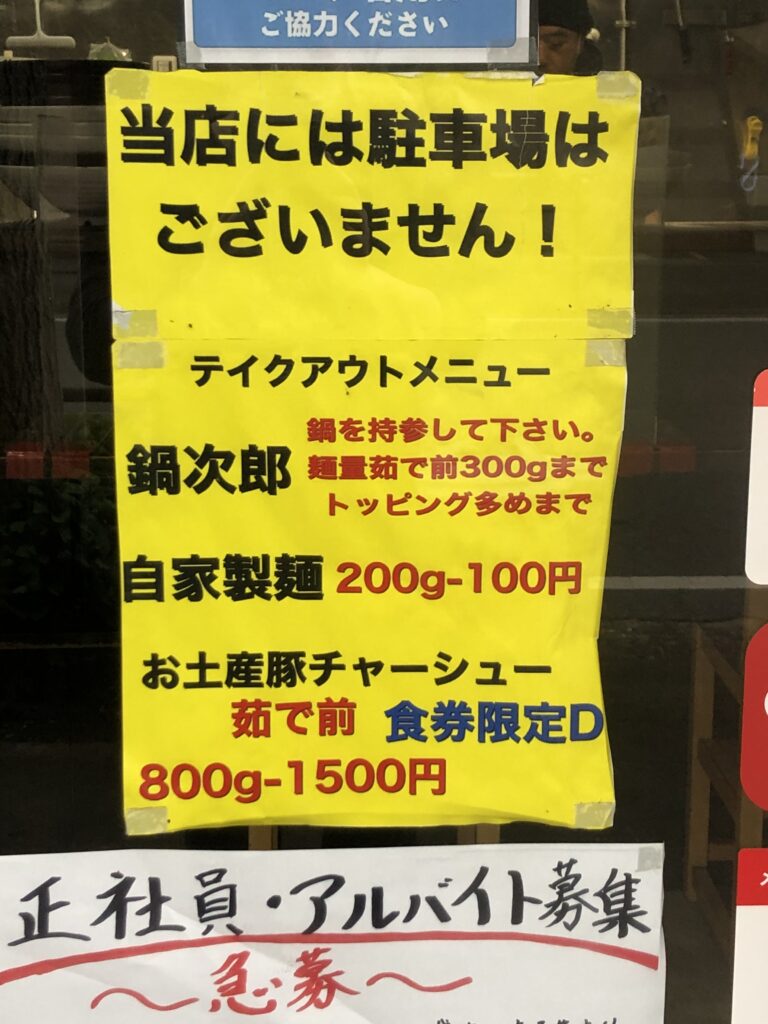 ご協力ください
当店には駐車場は
ございません！
テイクアウトメニュー
鍋次郎
鍋を持参して下さい。
麺量茹で前300gまで
トッピング多めまで
自家製麺 200g-100円
お土産豚チャーシュー
茹で前 食券限定D
800g-1500円
正社員・アルバイト募集
～急募～